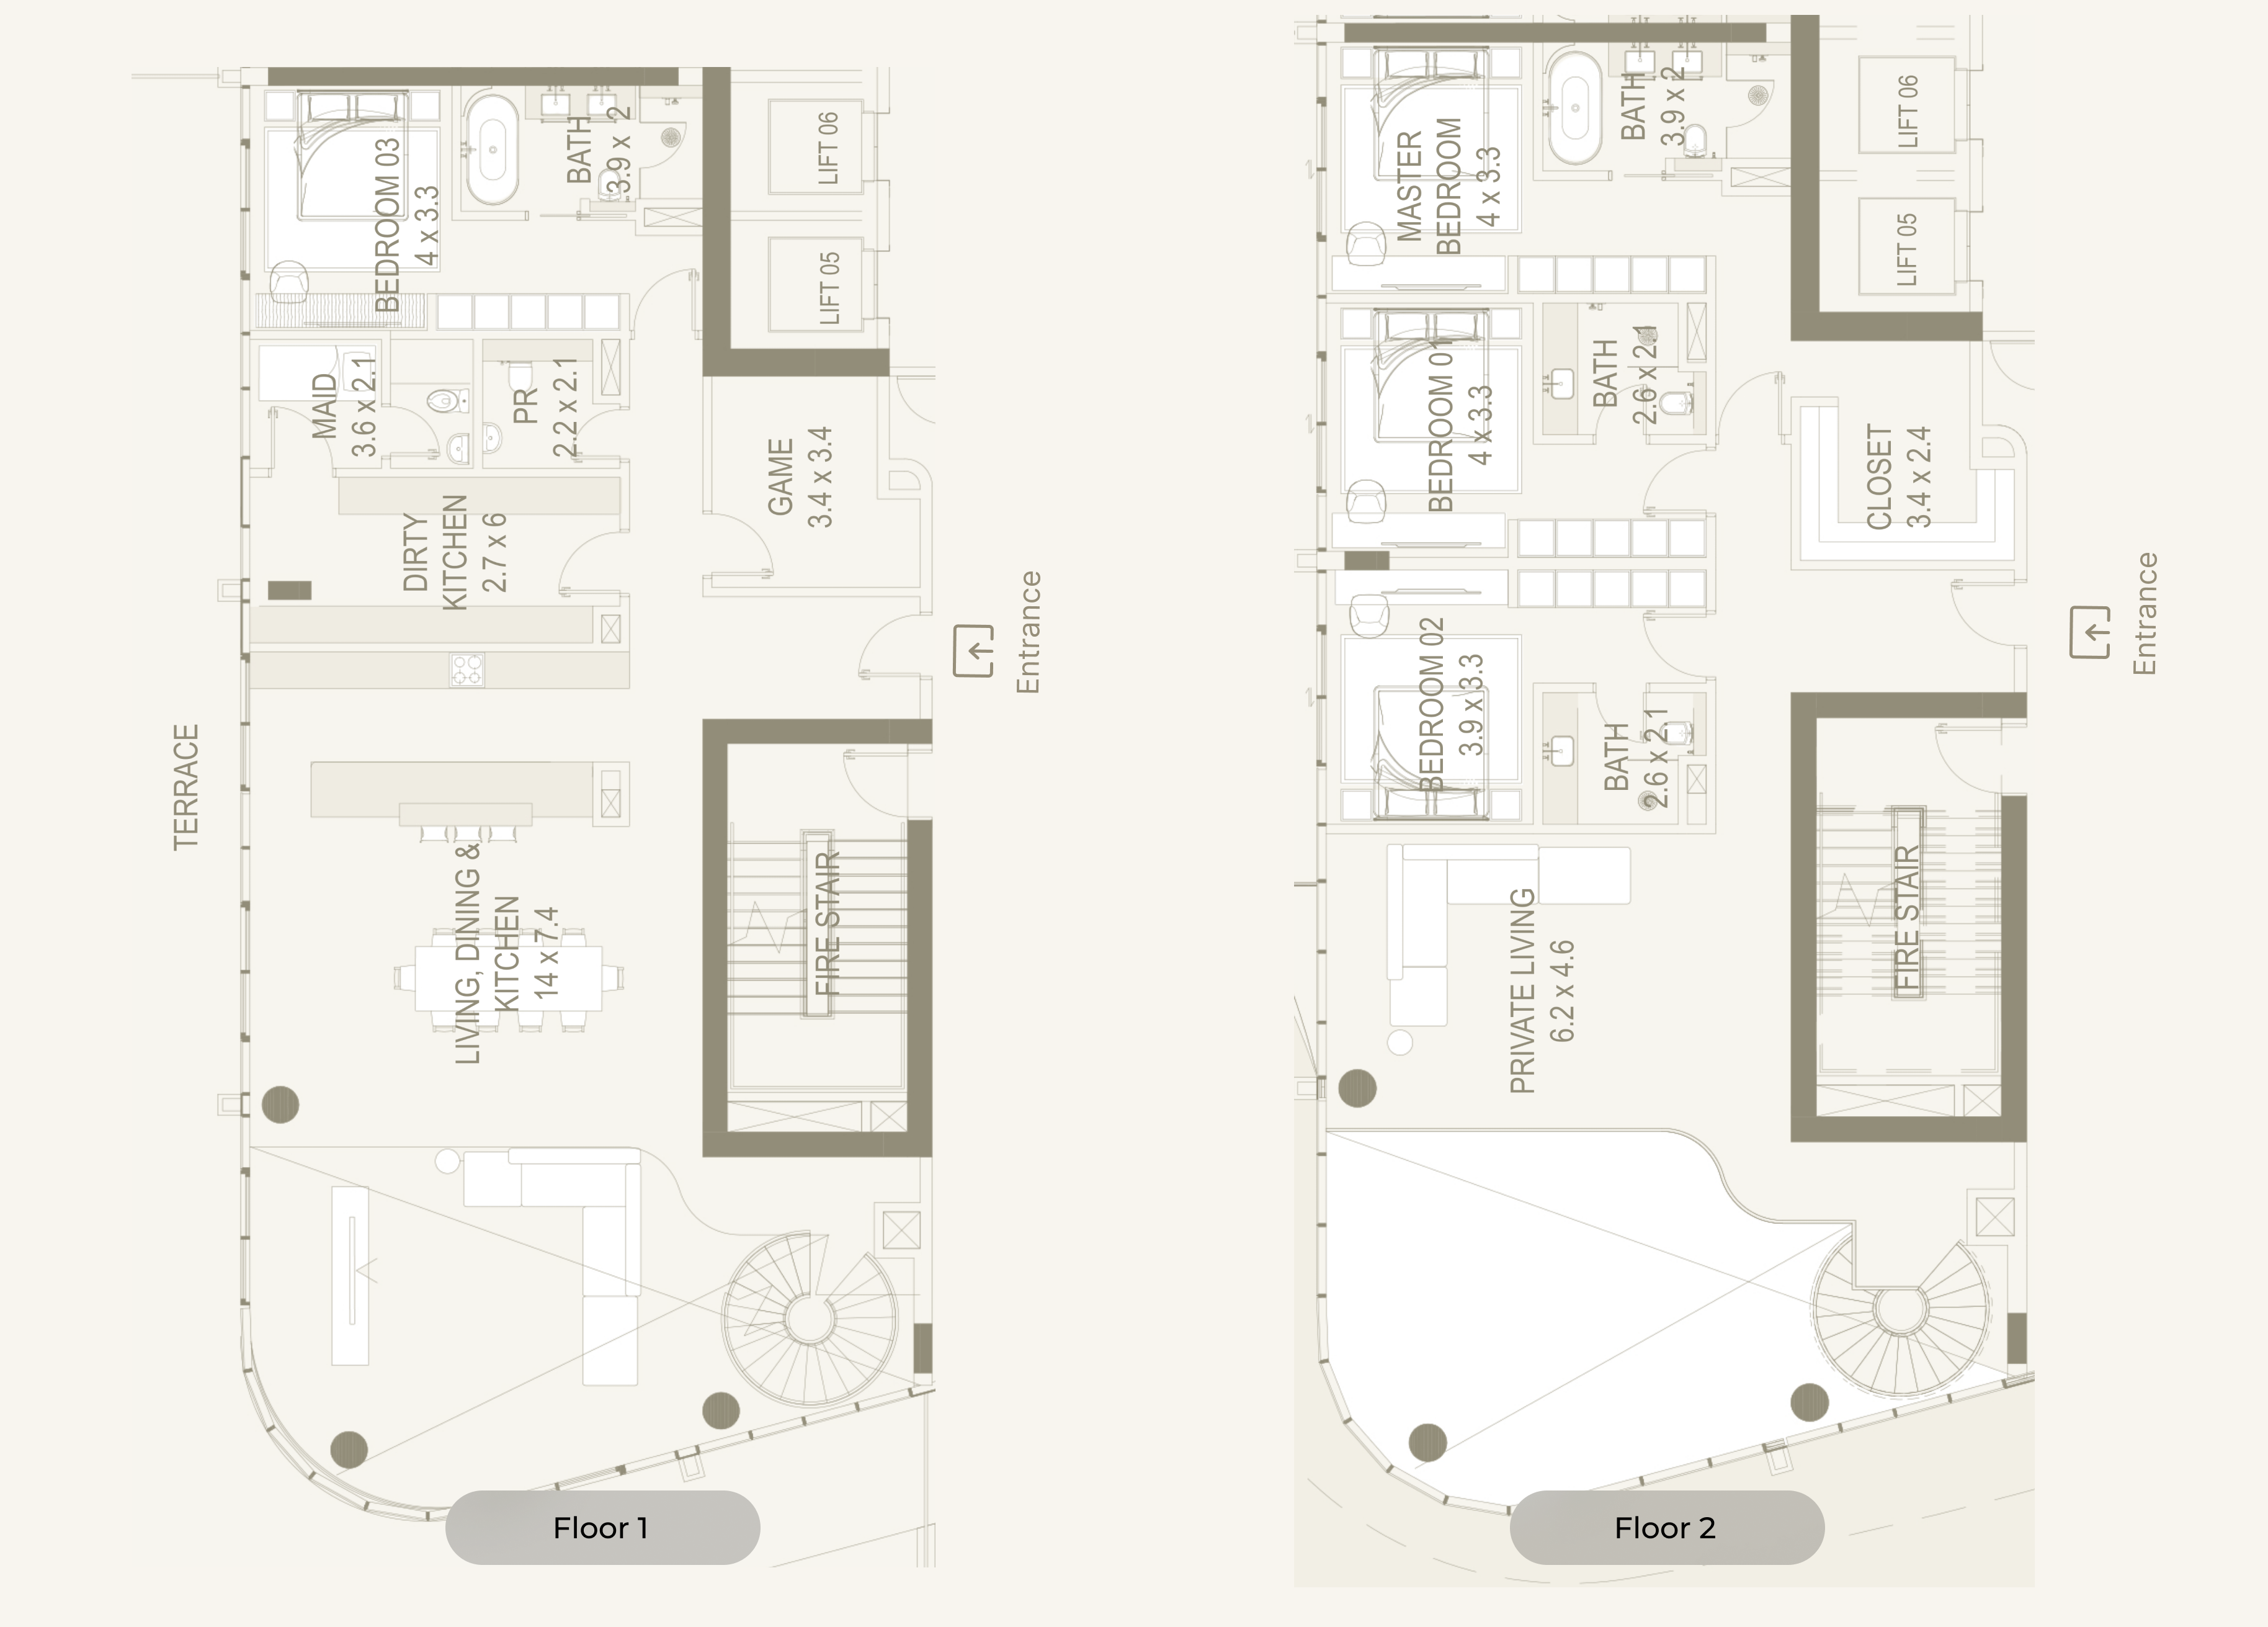 BEDROOM 03
4 x 3.3
BATH
3.9 x 2
LIFT 06
LIFT 05
MAID
3.6 x 2.1
PR
2.2 x 2.1
GAME
3.4 x 3.4
DIRTY
KITCHEN
2.7 x 6
Entrance
TERRACE
LIVING, DINING &
KITCHEN
14 x 7.4
FIRE STAIR
Floor 1
MASTER
BEDROOM
4 x 3.3
BATH
3.9 x 2
LIFT 06
LIFT 05
BEDROOM 01
4 x 3.3
BATH
2.6 x 2.1
CLOSET
3.4 x 2.4
Entrance
BEDROOM 02
3.9 x 3.3
BATH
2.6 x 2.1
PRIVATE LIVING
6.2 x 4.6
FIRE STAIR
Floor 2